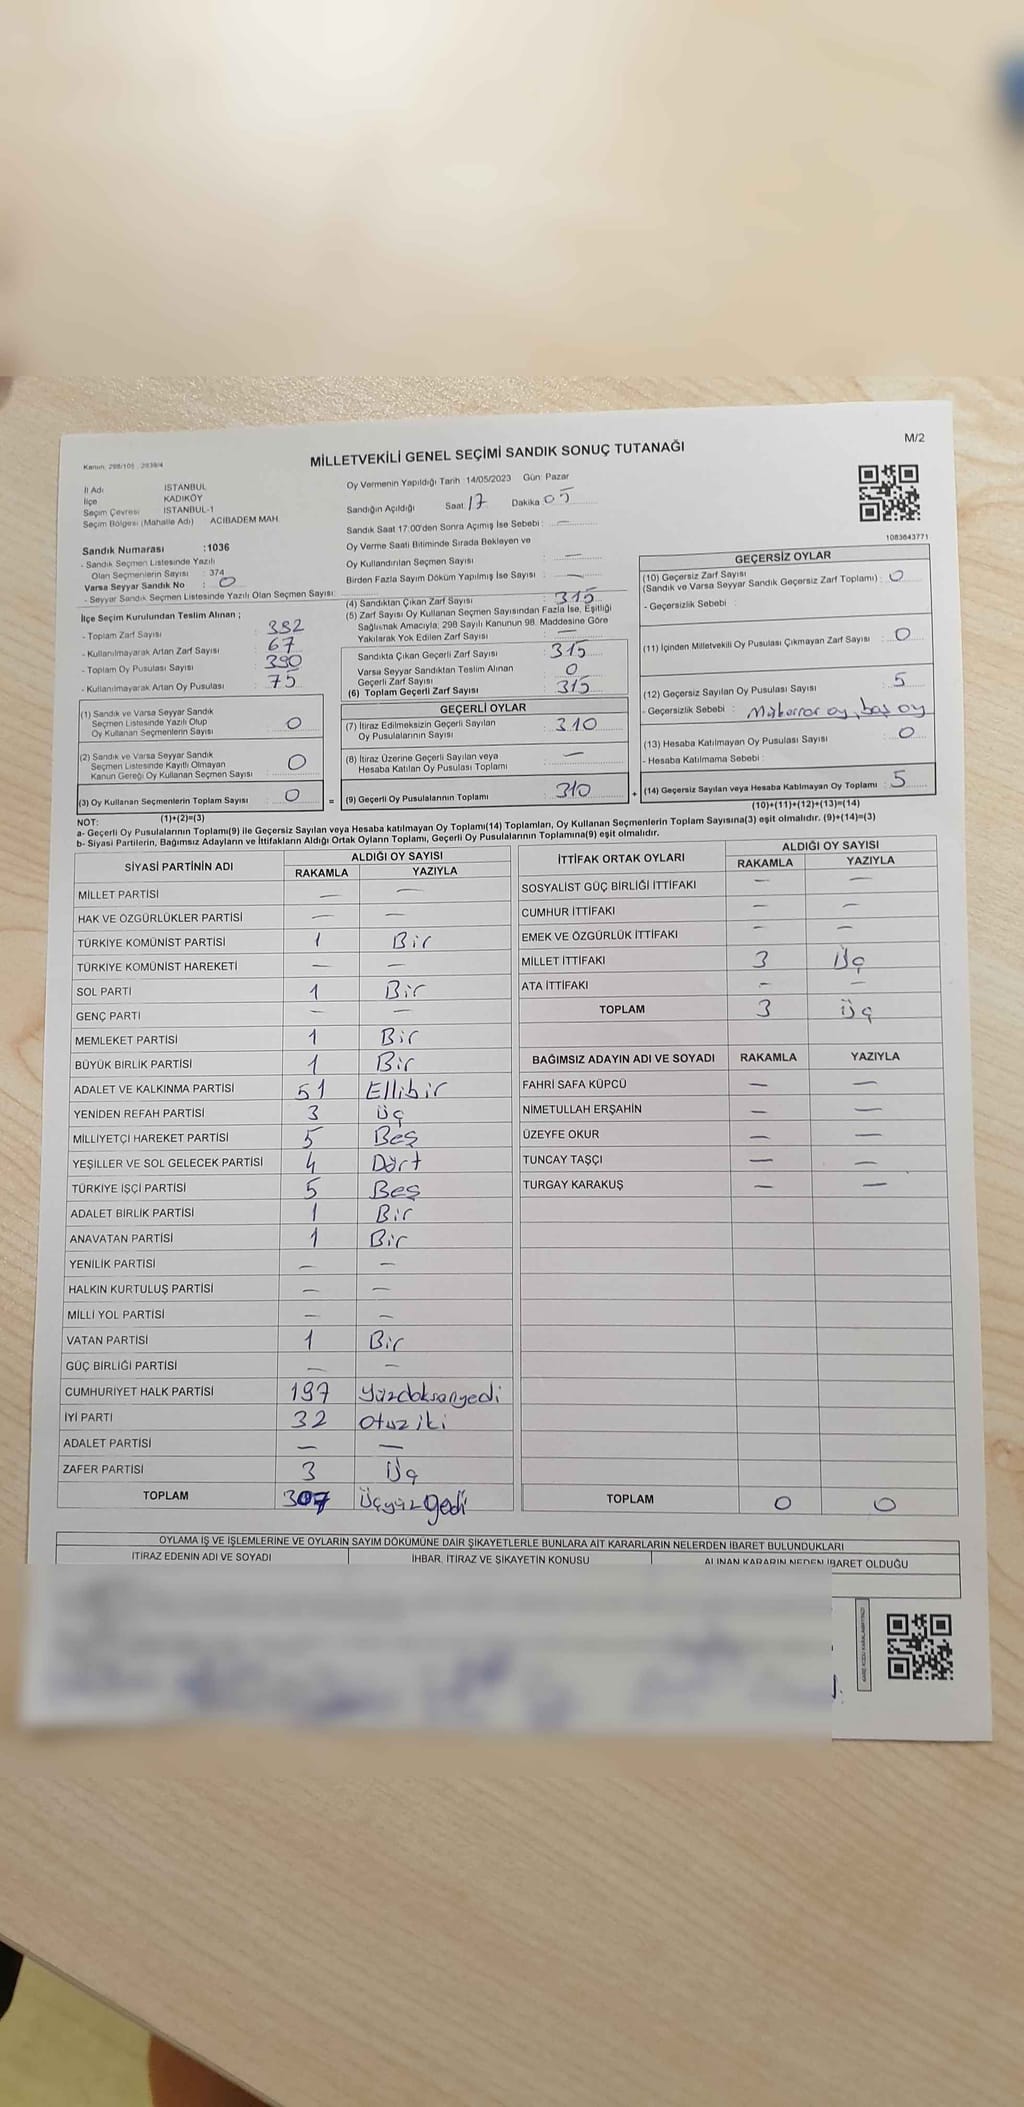 Kanun: 298/105 , 2839/4
MİLLETVEKİLİ GENEL SEÇİMİ SANDIK SONUÇ TUTANAĞI
M/2
İl Adı : İSTANBUL
İlçe : KADIKÖY
Seçim Çevresi : İSTANBUL-1
Seçim Bölgesi (Mahalle Adı) : ACIBADEM MAH.
Sandık Numarası :1036
- Sandık Seçmen Listesinde Yazılı
Olan Seçmenlerin Sayısı : 374
Varsa Seyyar Sandık No : 0
- Seyyar Sandık Seçmen Listesinde Yazılı Olan Seçmen Sayısı:
İlçe Seçim Kurulundan Teslim Alınan ;
- Toplam Zarf Sayısı : 382
- Kullanılmayarak Artan Zarf Sayısı : 67
- Toplam Oy Pusulası Sayısı : 390
- Kullanılmayarak Artan Oy Pusulası : 75
(1) Sandık ve Varsa Seyyar Sandık
Seçmen Listesinde Yazılı Olup
Oy Kullanan Seçmenlerin Sayısı : 0
(2) Sandık ve Varsa Seyyar Sandık
Seçmen Listesinde Kayıtlı Olmayan
Kanun Gereği Oy Kullanan Seçmen Sayısı : 0
(3) Oy Kullanan Seçmenlerin Toplam Sayısı : 0
(1)+(2)=(3)
Oy Vermenin Yapıldığı Tarih :14/05/2023 Gün: Pazar
Sandığın Açıldığı Saat: 17 Dakika 05
Sandık Saat 17:00'den Sonra Açımış İse Sebebi : —
Oy Verme Saati Bitiminde Sırada Bekleyen ve
Oy Kullandırılan Seçmen Sayısı : —
Birden Fazla Sayım Döküm Yapılmış İse Sayısı : —
(4) Sandıktan Çıkan Zarf Sayısı : 315
(5) Zarf Sayısı Oy Kullanan Seçmen Sayısından Fazla İse, Eşitliği
Sağlamak Amacıyla, 298 Sayılı Kanunun 98. Maddesine Göre
Yakılarak Yok Edilen Zarf Sayısı : —
Sandıkta Çıkan Geçerli Zarf Sayısı : 315
Varsa Seyyar Sandıktan Teslim Alınan
Geçerli Zarf Sayısı : 0
(6) Toplam Geçerli Zarf Sayısı : 315
GEÇERLİ OYLAR
(7) İtiraz Edilmeksizin Geçerli Sayılan
Oy Pusulalarının Sayısı : 310
(8) İtiraz Üzerine Geçerli Sayılan veya
Hesaba Katılan Oy Pusulası Toplamı : —
= (9) Geçerli Oy Pusulalarının Toplamı : 310
1083643771
GEÇERSİZ OYLAR
(10) Geçersiz Zarf Sayısı
(Sandık ve Varsa Seyyar Sandık Geçersiz Zarf Toplamı) : 0
- Geçersizlik Sebebi :
(11) İçinden Milletvekili Oy Pusulası Çıkmayan Zarf Sayısı : 0
(12) Geçersiz Sayılan Oy Pusulası Sayısı : 5
- Geçersizlik Sebebi : Mükerrer oy, boş oy
(13) Hesaba Katılmayan Oy Pusulası Sayısı : 0
- Hesaba Katılmama Sebebi :
+ (14) Geçersiz Sayılan veya Hesaba Katılmayan Oy Toplamı : 5
(10)+(11)+(12)+(13)=(14)
NOT:
a- Geçerli Oy Pusulalarının Toplamı(9) ile Geçersiz Sayılan veya Hesaba katılmayan Oy Toplamı(14) Toplamları, Oy Kullanan Seçmenlerin Toplam Sayısına(3) eşit olmalıdır. (9)+(14)=(3)
b- Siyasi Partilerin, Bağımsız Adayların ve İttifakların Aldığı Ortak Oyların Toplamı, Geçerli Oy Pusulalarının Toplamına(9) eşit olmalıdır.
SİYASİ PARTİNİN ADI ALDIĞI OY SAYISI
RAKAMLA YAZIYLA
MİLLET PARTİSİ — —
HAK VE ÖZGÜRLÜKLER PARTİSİ — —
TÜRKİYE KOMÜNİST PARTİSİ 1 Bir
TÜRKİYE KOMÜNİST HAREKETİ — —
SOL PARTİ 1 Bir
GENÇ PARTİ — —
MEMLEKET PARTİSİ 1 Bir
BÜYÜK BİRLİK PARTİSİ 1 Bir
ADALET VE KALKINMA PARTİSİ 51 Ellibir
YENİDEN REFAH PARTİSİ 3 Üç
MİLLİYETÇİ HAREKET PARTİSİ 5 Beş
YEŞİLLER VE SOL GELECEK PARTİSİ 4 Dört
TÜRKİYE İŞÇİ PARTİSİ 5 Beş
ADALET BİRLİK PARTİSİ 1 Bir
ANAVATAN PARTİSİ 1 Bir
YENİLİK PARTİSİ — —
HALKIN KURTULUŞ PARTİSİ — —
MİLLİ YOL PARTİSİ — —
VATAN PARTİSİ 1 Bir
GÜÇ BİRLİĞİ PARTİSİ — —
CUMHURİYET HALK PARTİSİ 197 Yüzdoksanyedi
İYİ PARTİ 32 Otuziki
ADALET PARTİSİ — —
ZAFER PARTİSİ 3 Üç
TOPLAM 307 Üçyüzyedi
İTTİFAK ORTAK OYLARI ALDIĞI OY SAYISI
RAKAMLA YAZIYLA
SOSYALİST GÜÇ BİRLİĞİ İTTİFAKI — —
CUMHUR İTTİFAKI — —
EMEK VE ÖZGÜRLÜK İTTİFAKI — —
MİLLET İTTİFAKI 3 Üç
ATA İTTİFAKI — —
TOPLAM 3 Üç
BAĞIMSIZ ADAYIN ADI VE SOYADI RAKAMLA YAZIYLA
FAHRİ SAFA KÜPCÜ — —
NİMETULLAH ERŞAHİN — —
ÜZEYFE OKUR — —
TUNCAY TAŞÇI — —
TURGAY KARAKUŞ — —
TOPLAM 0 0
OYLAMA İŞ VE İŞLEMLERİNE VE OYLARIN SAYIM DÖKÜMÜNE DAİR ŞİKAYETLERLE BUNLARA AİT KARARLARIN NELERDEN İBARET BULUNDUKLARI
İTİRAZ EDENİN ADI VE SOYADI İHBAR, İTİRAZ VE ŞİKAYETİN KONUSU ALINAN KARARIN NEDEN İBARET OLDUĞU